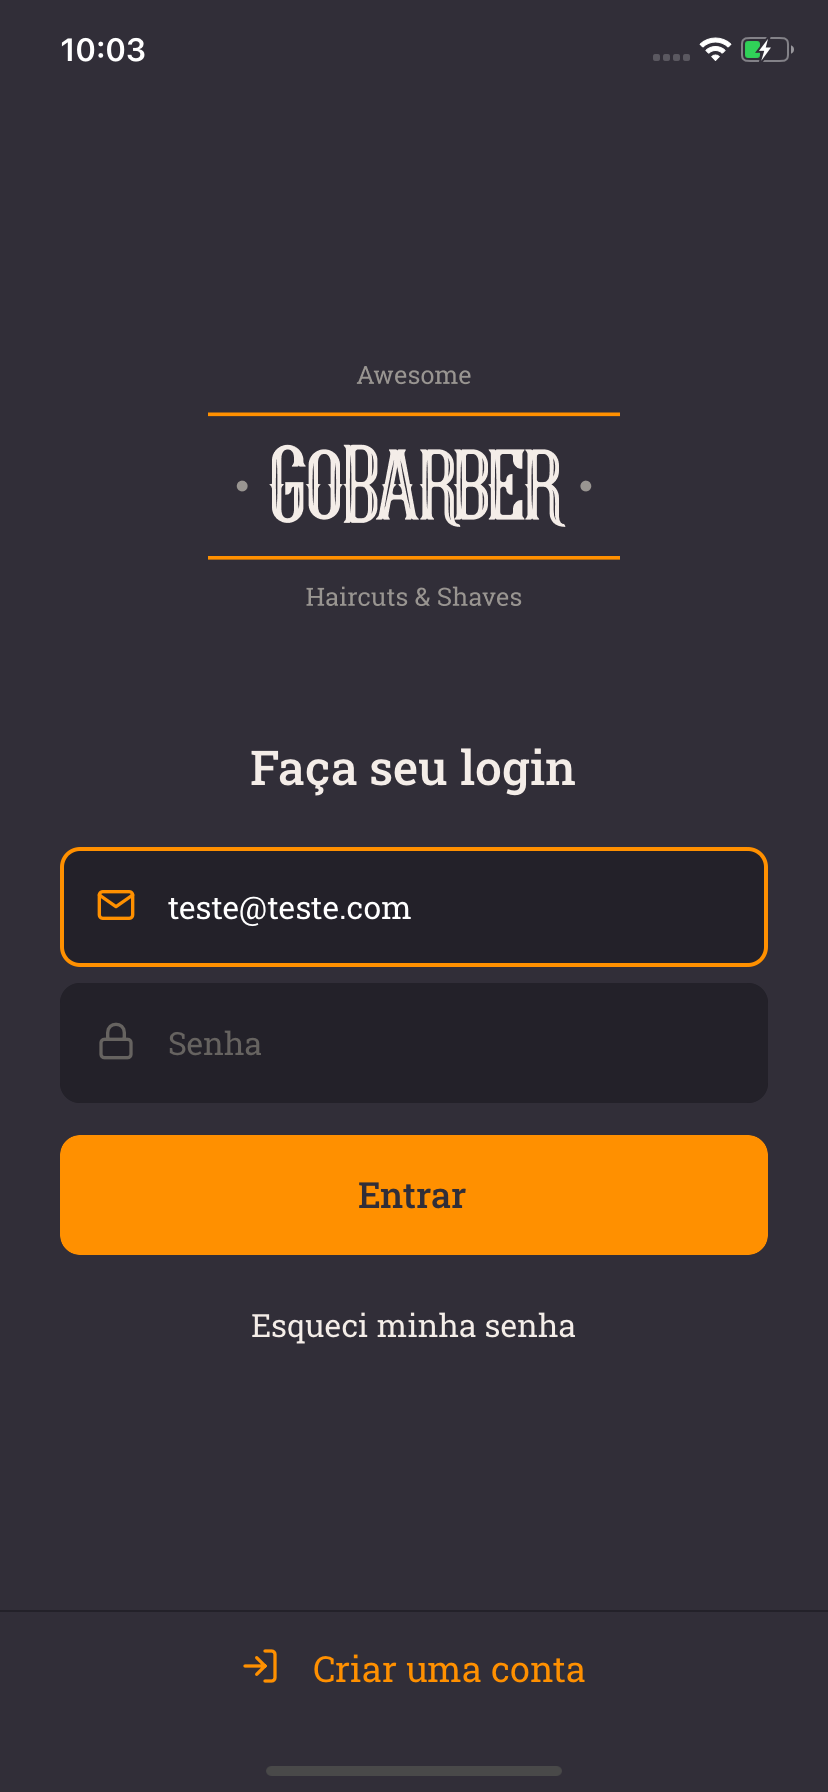 10:03
Awesome
GOBARBER
Haircuts & Shaves
Faça seu login
teste@teste.com
Senha
Entrar
Esqueci minha senha
Criar uma conta